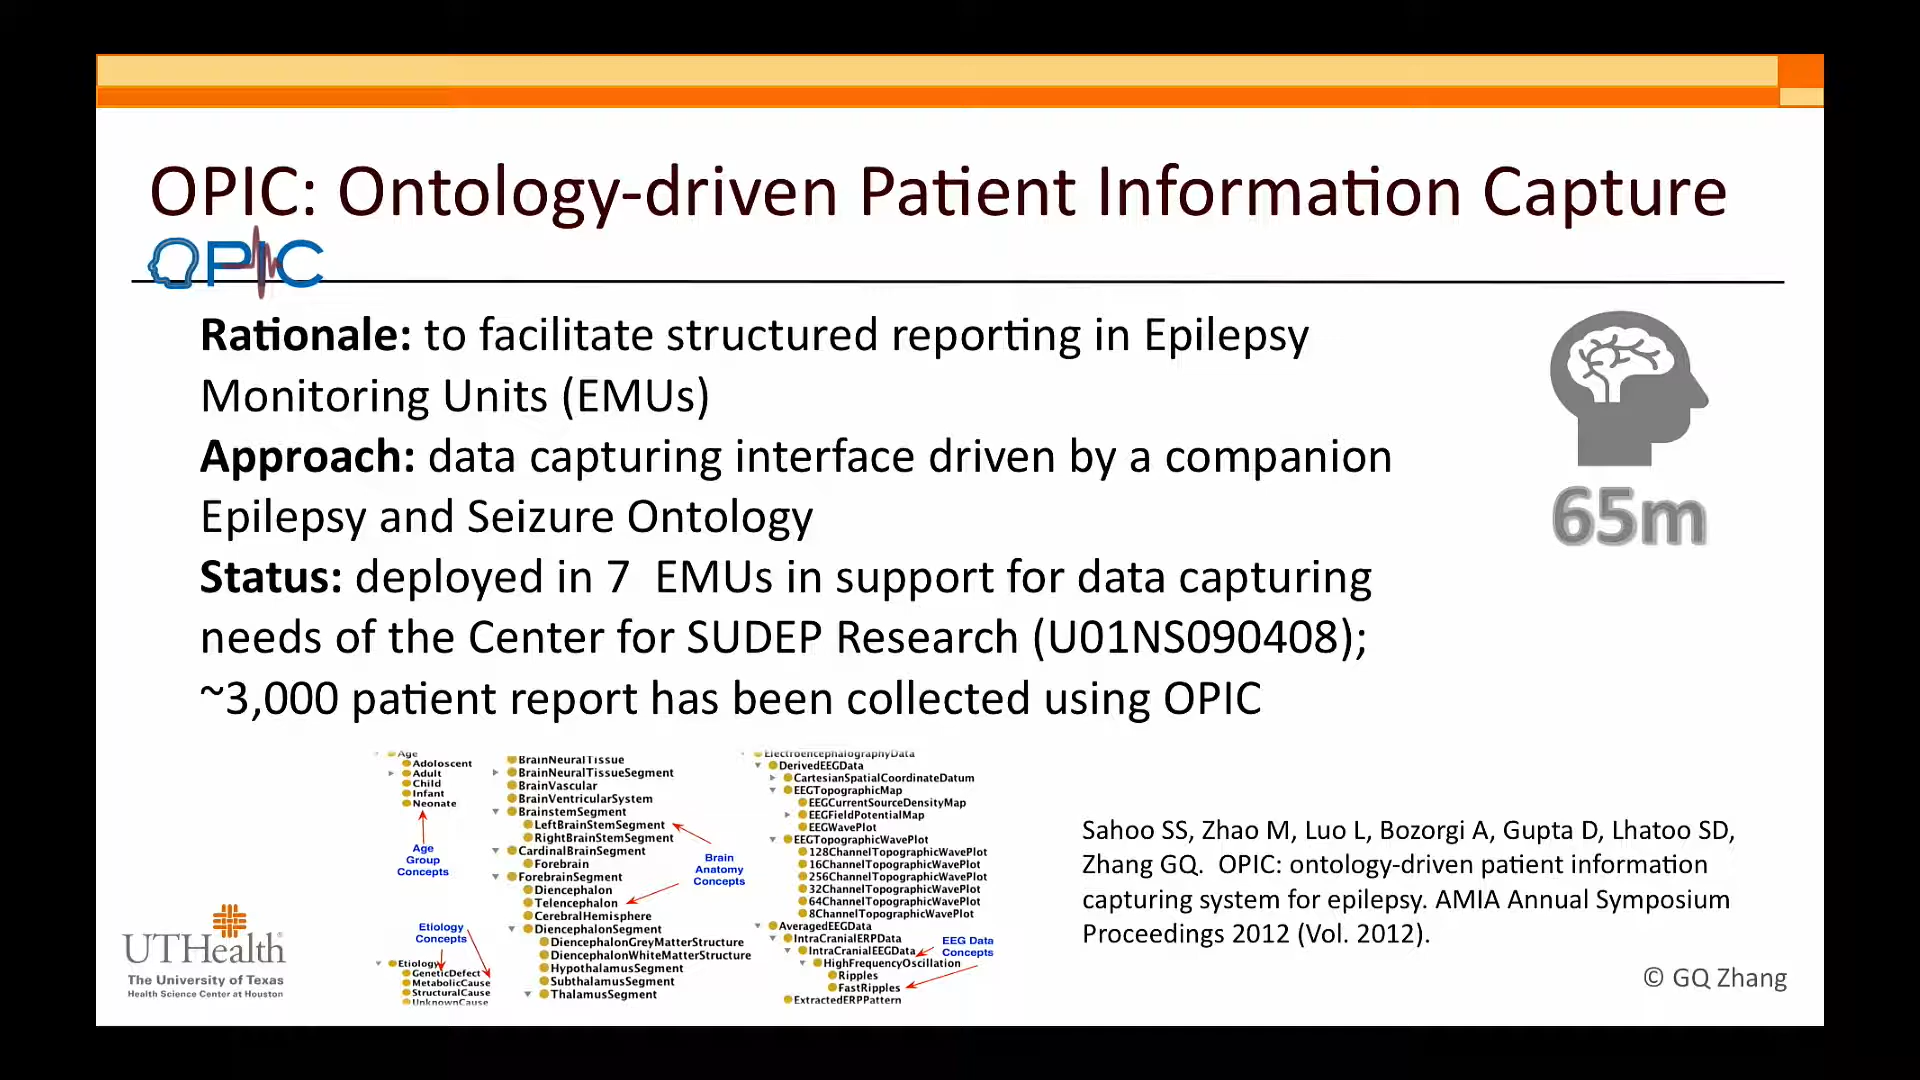 OPIC: Ontology-driven Patient Information Capture
OPIC
Rationale: to facilitate structured reporting in Epilepsy
Monitoring Units (EMUs)
Approach: data capturing interface driven by a companion
Epilepsy and Seizure Ontology
Status: deployed in 7 EMUs in support for data capturing
needs of the Center for SUDEP Research (U01NS090408);
~3,000 patient report has been collected using OPIC
65m
Age
Adoloscent
Adult
Child
Infant
Neonate
Age
Group
Concepts
Etiology
Concepts
Etiology
GeneticDefect
MetabolicCause
StructuralCause
UnknownCause
BrainNeuralTissue
BrainNeuralTissueSegment
BrainVascular
BrainVentricularSystem
BrainstemSegment
LeftBrainStemSegment
RightBrainStemSegment
CardinalBrainSegment
Forebrain
ForebrainSegment
Diencephalon
Telencephalon
CerebralHemisphere
DiencephalonSegment
DiencephalonGreyMatterStructure
DiencephalonWhiteMatterStructure
HypothalamusSegment
SubthalamusSegment
ThalamusSegment
Brain
Anatomy
Concepts
ElectroencephalographyData
DerivedEEGData
CartesianSpatialCoordinateDatum
EEGTopographicMap
EEGCurrentSourceDensityMap
EEGFieldPotentialMap
EEGWavePlot
EEGTopographicWavePlot
128ChannelTopographicWavePlot
16ChannelTopographicWavePlot
256ChannelTopographicWavePlot
32ChannelTopographicWavePlot
64ChannelTopographicWavePlot
8ChannelTopographicWavePlot
AveragedEEGData
IntraCranialERPData
IntraCranialEEGData
HighFrequencyOscillation
Ripples
FastRipples
ExtractedERPPattern
EEG Data
Concepts
Sahoo SS, Zhao M, Luo L, Bozorgi A, Gupta D, Lhatoo SD,
Zhang GQ. OPIC: ontology-driven patient information
capturing system for epilepsy. AMIA Annual Symposium
Proceedings 2012 (Vol. 2012).
UTHealth®
The University of Texas
Health Science Center at Houston
© GQ Zhang